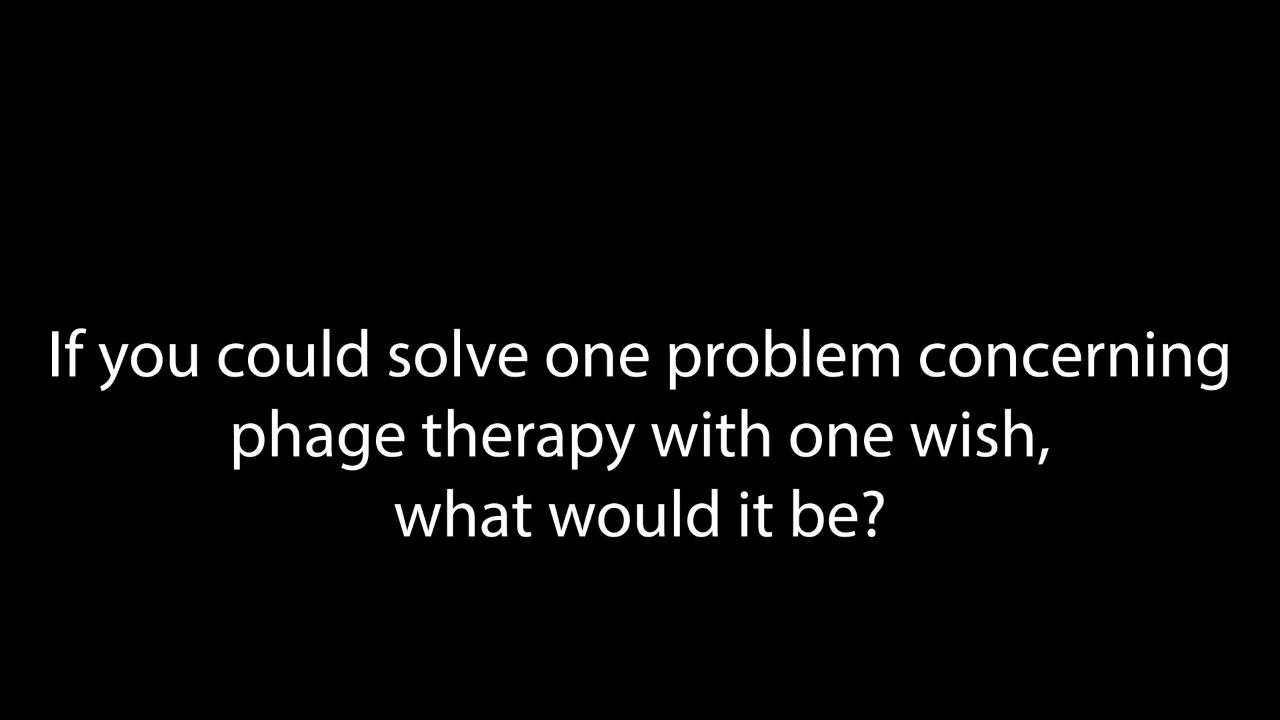 If you could solve one problem concerning
phage therapy with one wish,
what would it be?